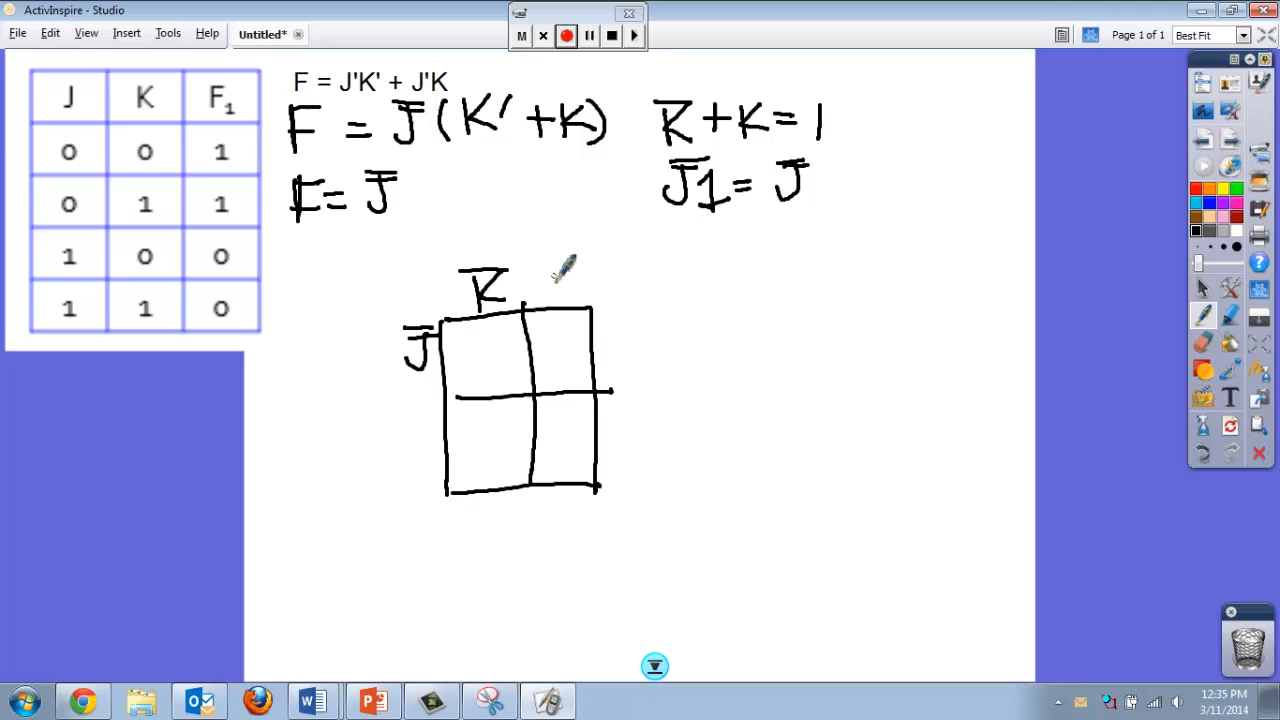 ActivInspire - Studio
File Edit View Insert Tools Help Untitled* Page 1 of 1 Best Fit
M
J K F₁
0 0 1
0 1 1
1 0 0
1 1 0
F = J'K' + J'K
F = J̅(K' + K) K̅ + K = 1
F = J̅ J̅1 = J̅
K̅
J̅
12:35 PM
3/11/2014